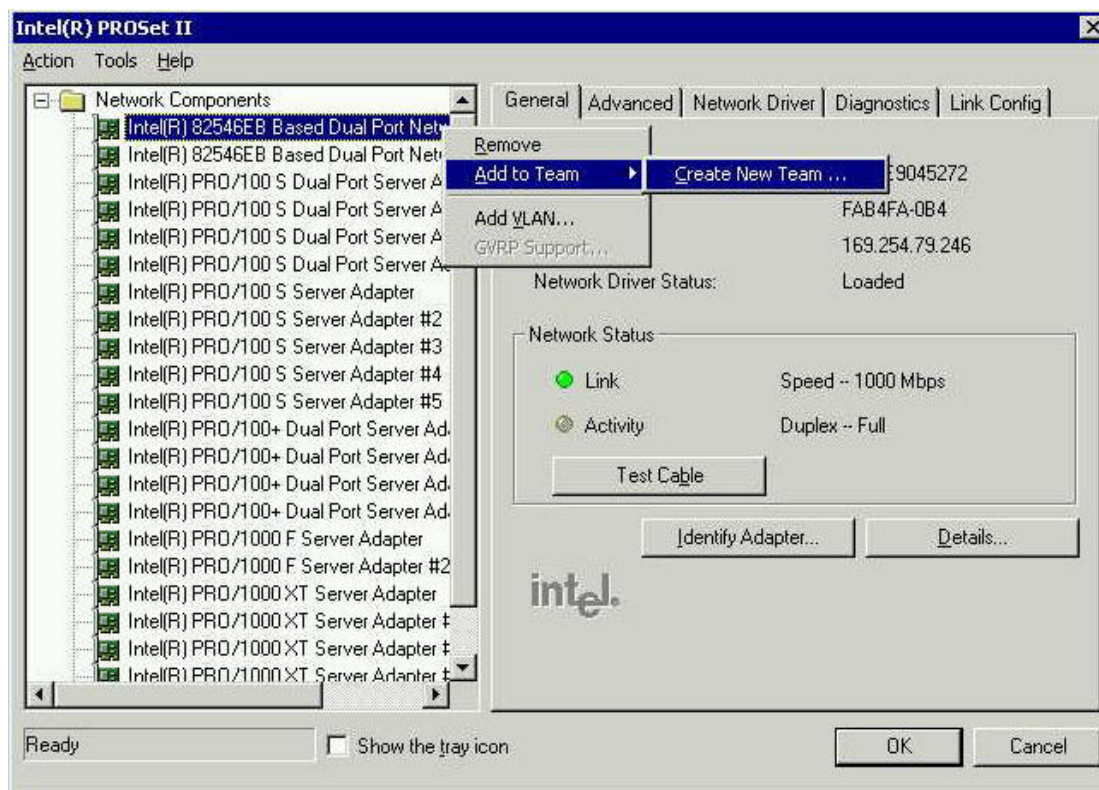 Intel(R) PROSet II
Action Tools Help
Network Components
Intel(R) 82546EB Based Dual Port Netw
Intel(R) 82546EB Based Dual Port Net
Intel(R) PRO/100 S Dual Port Server A
Intel(R) PRO/100 S Dual Port Server A
Intel(R) PRO/100 S Dual Port Server A
Intel(R) PRO/100 S Dual Port Server A
Intel(R) PRO/100 S Server Adapter
Intel(R) PRO/100 S Server Adapter #2
Intel(R) PRO/100 S Server Adapter #3
Intel(R) PRO/100 S Server Adapter #4
Intel(R) PRO/100 S Server Adapter #5
Intel(R) PRO/100+ Dual Port Server Ad
Intel(R) PRO/100+ Dual Port Server Ad
Intel(R) PRO/100+ Dual Port Server Ad
Intel(R) PRO/100+ Dual Port Server Ad
Intel(R) PRO/1000 F Server Adapter
Intel(R) PRO/1000 F Server Adapter #2
Intel(R) PRO/1000 XT Server Adapter
Intel(R) PRO/1000 XT Server Adapter #
Intel(R) PRO/1000 XT Server Adapter #
Intel(R) PRO/1000 XT Server Adapter #
Remove
Add to Team
Create New Team ...
Add VLAN...
GVRP Support...
General Advanced Network Driver Diagnostics Link Config
E9045272
FAB4FA-0B4
169.254.79.246
Network Driver Status: Loaded
Network Status
Link Speed -- 1000 Mbps
Activity Duplex -- Full
Test Cable
Identify Adapter... Details...
intel.
Ready
Show the tray icon
OK Cancel